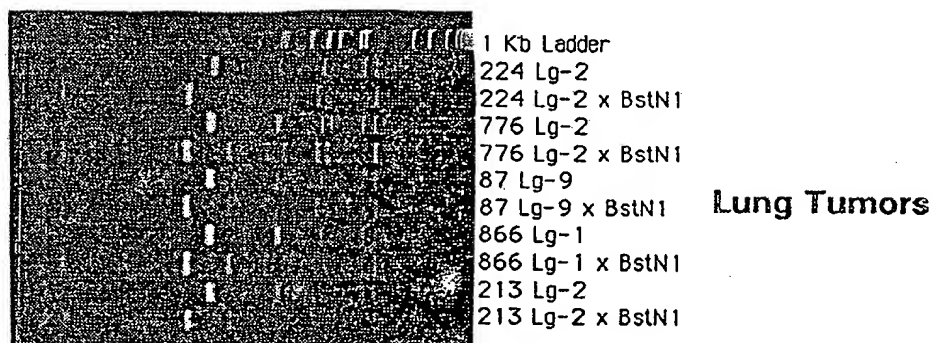 1 Kb Ladder
224 Lg-2
224 Lg-2 x BstN1
776 Lg-2
776 Lg-2 x BstN1
87 Lg-9
87 Lg-9 x BstN1
866 Lg-1
866 Lg-1 x BstN1
213 Lg-2
213 Lg-2 x BstN1
Lung Tumors